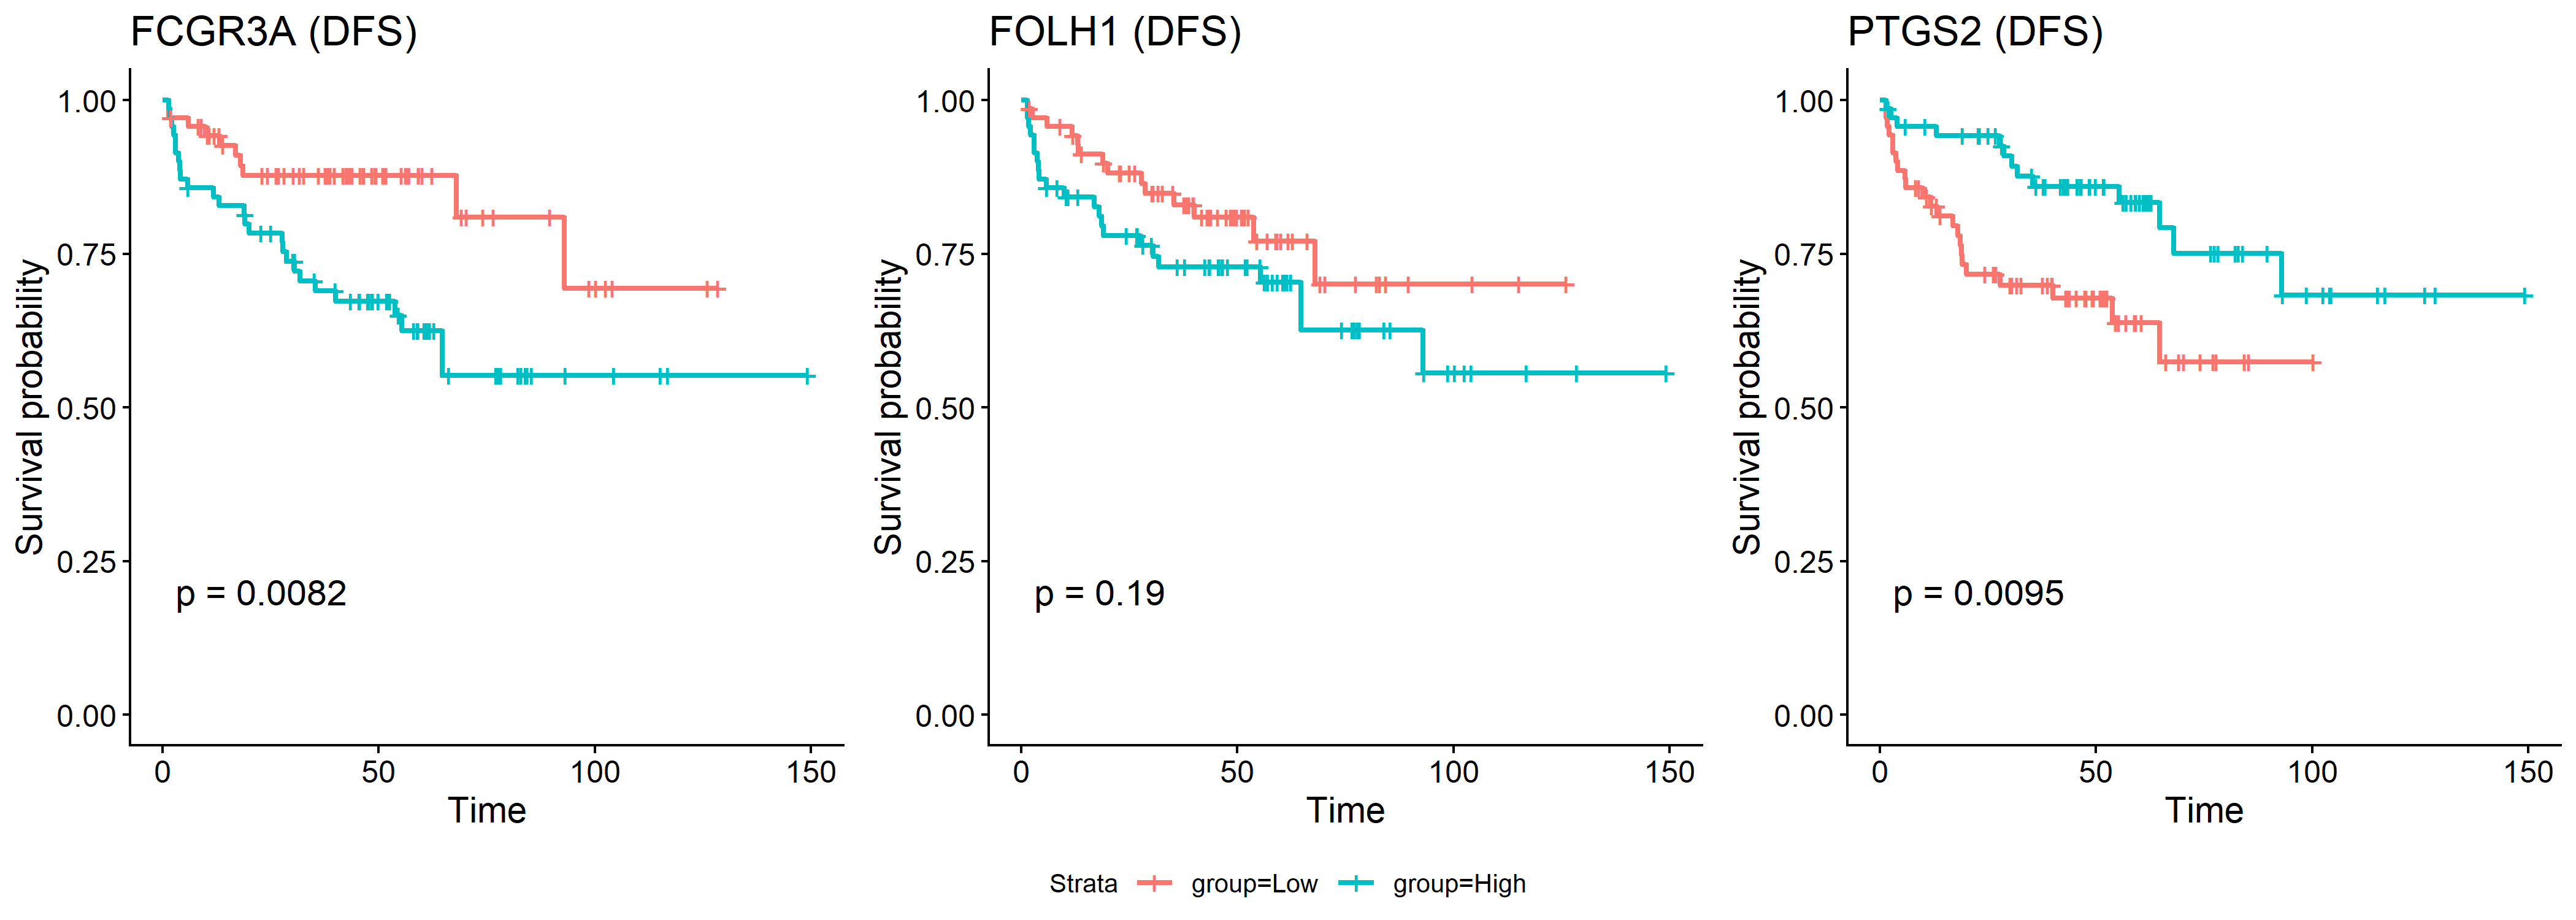 FCGR3A (DFS)
Survival probability
1.00
0.75
0.50
0.25
0.00
p = 0.0082
0 50 100 150
Time
FOLH1 (DFS)
Survival probability
1.00
0.75
0.50
0.25
0.00
p = 0.19
0 50 100 150
Time
PTGS2 (DFS)
Survival probability
1.00
0.75
0.50
0.25
0.00
p = 0.0095
0 50 100 150
Time
Strata group=Low group=High